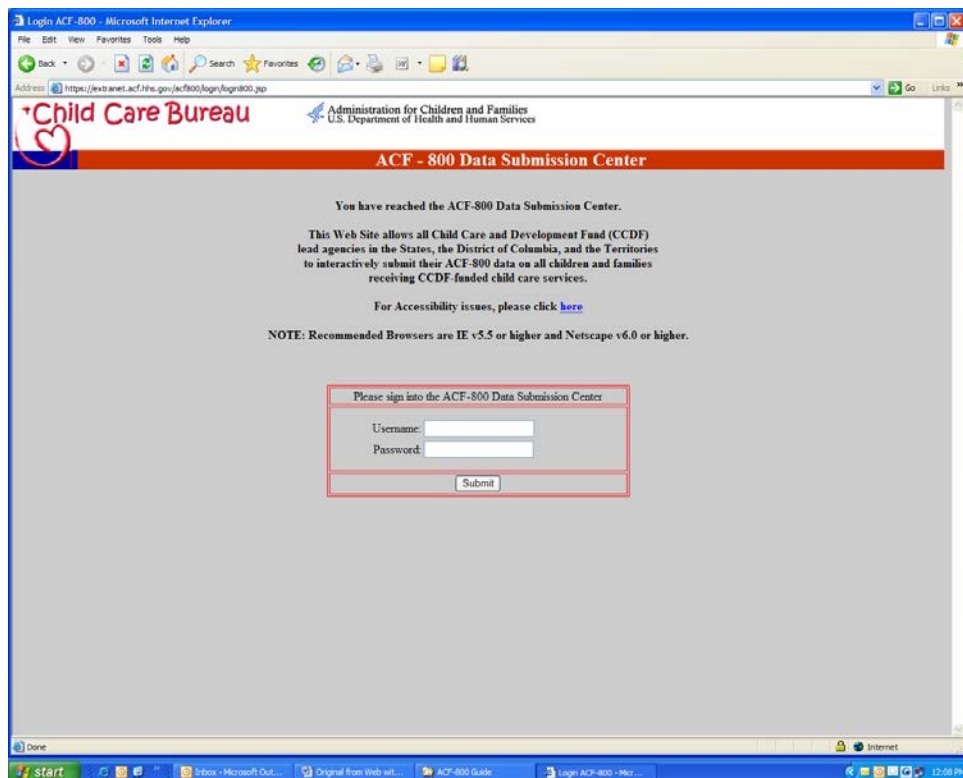 Login ACF-800 - Microsoft Internet Explorer
File Edit View Favorites Tools Help
Back Search Favorites
Address https://extranet.acf.hhs.gov/acf800/login/login800.jsp Go Links
Child Care Bureau
Administration for Children and Families
U.S. Department of Health and Human Services
ACF - 800 Data Submission Center
You have reached the ACF-800 Data Submission Center.
This Web Site allows all Child Care and Development Fund (CCDF)
lead agencies in the States, the District of Columbia, and the Territories
to interactively submit their ACF-800 data on all children and families
receiving CCDF-funded child care services.
For Accessibility issues, please click here
NOTE: Recommended Browsers are IE v5.5 or higher and Netscape v6.0 or higher.
Please sign into the ACF-800 Data Submission Center
Username:
Password:
Submit
Done Internet
start Inbox - Microsoft Out... Original from Web wit... ACF-800 Guide Login ACF-800 - Micr... 12:08 PM